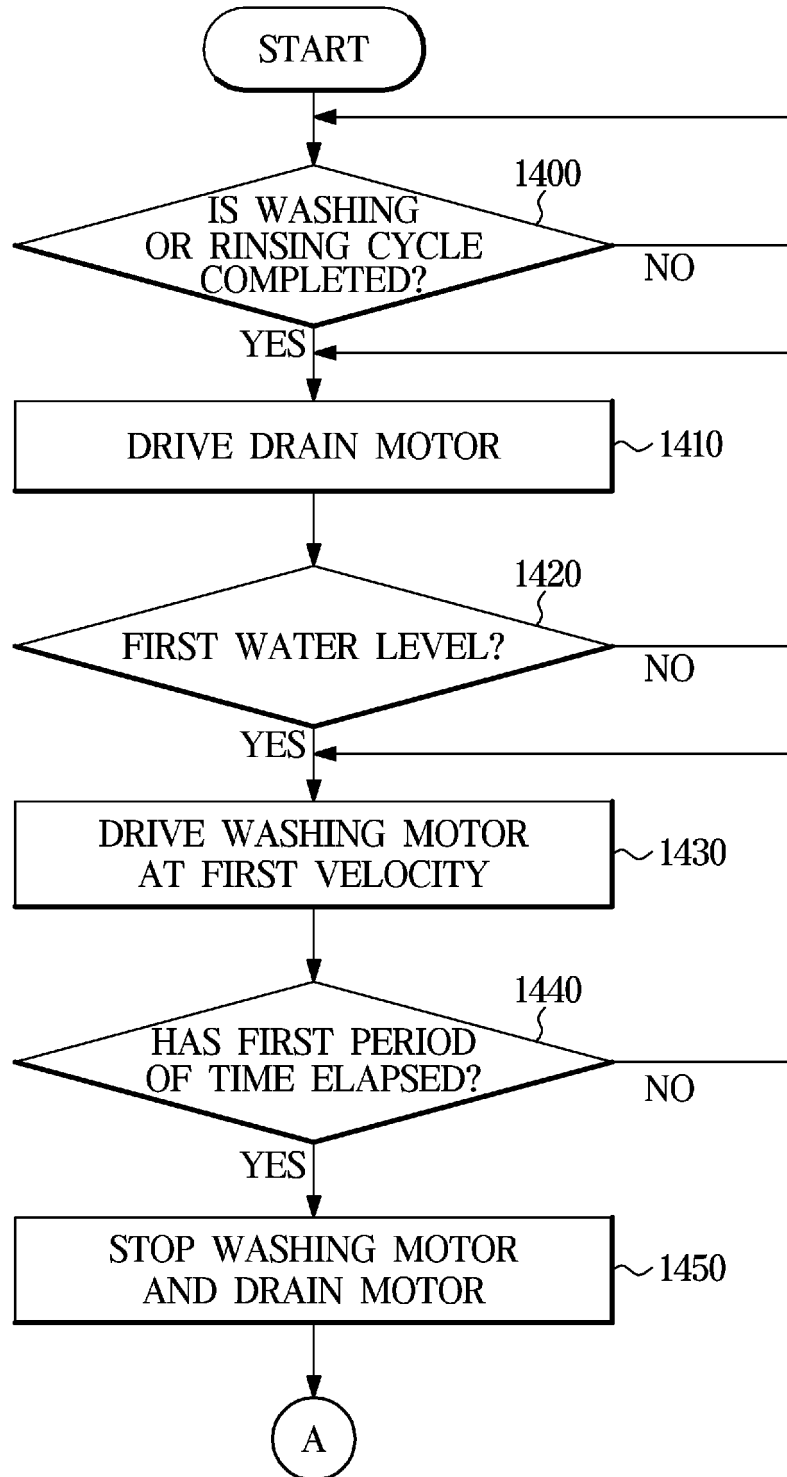 START
1400
IS WASHING
OR RINSING CYCLE
COMPLETED?
NO
YES
DRIVE DRAIN MOTOR
1410
1420
FIRST WATER LEVEL?
NO
YES
DRIVE WASHING MOTOR
AT FIRST VELOCITY
1430
1440
HAS FIRST PERIOD
OF TIME ELAPSED?
NO
YES
STOP WASHING MOTOR
AND DRAIN MOTOR
1450
A